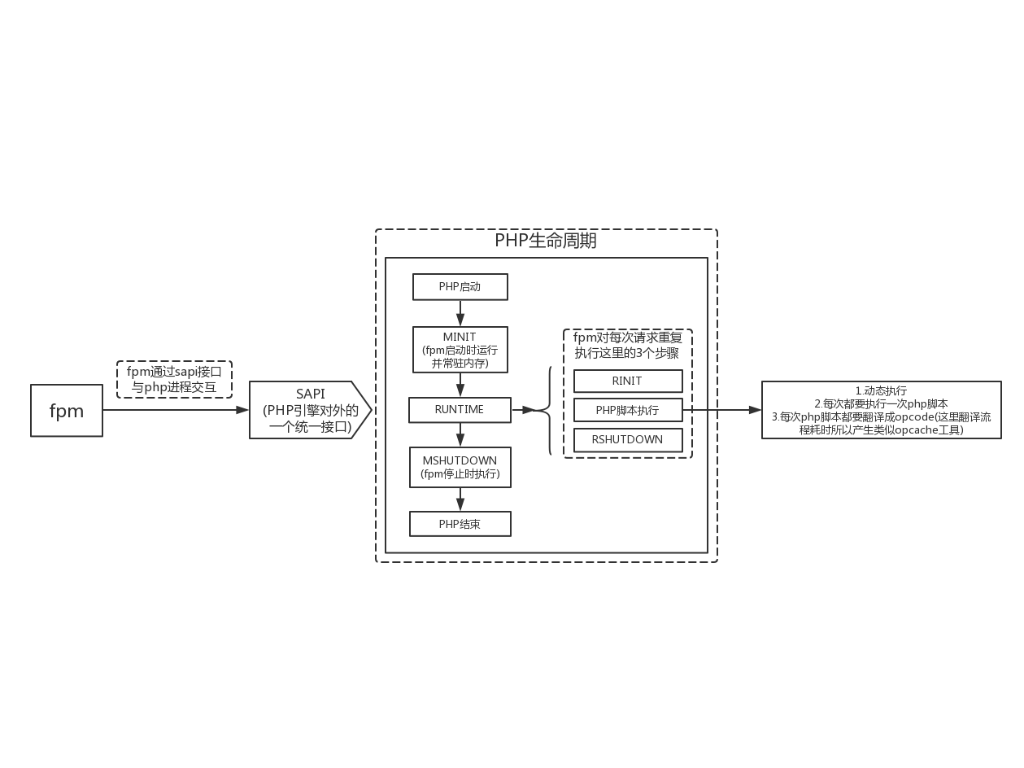 fpm
fpm通过sapi接口
与php进程交互
SAPI
(PHP引擎对外的
一个统一接口)
PHP生命周期
PHP启动
MINIT
(fpm启动时运行
并常驻内存)
RUNTIME
MSHUTDOWN
(fpm停止时执行)
PHP结束
fpm对每次请求重复
执行这里的3个步骤
RINIT
PHP脚本执行
RSHUTDOWN
1.动态执行
2.每次都要执行一次php脚本
3.每次php脚本都要翻译成opcode(这里翻译流
程耗时所以产生类似opcache工具)